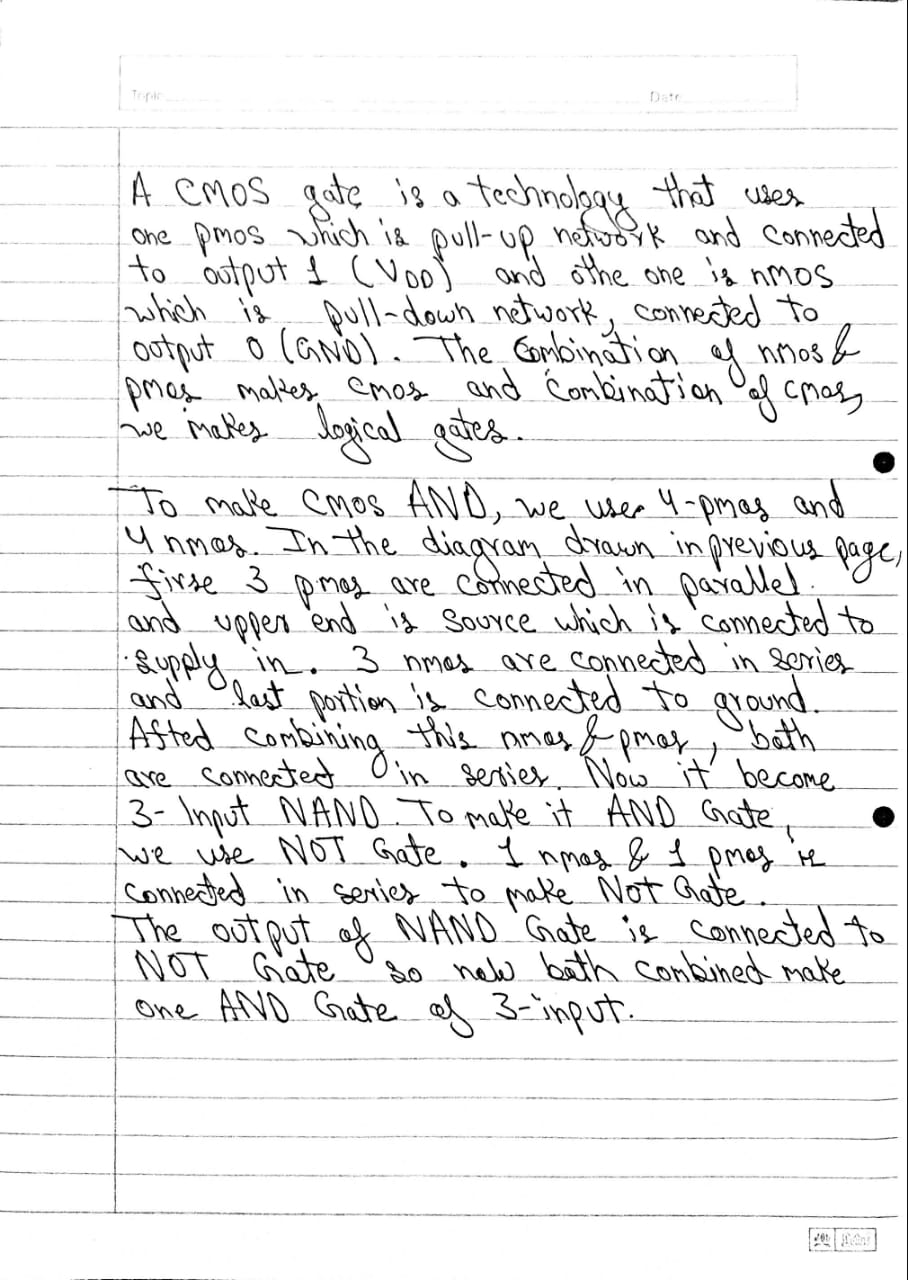 Topic
Date
A CMOS gate is a technology that uses
one pmos which is pull-up network and connected
to output 1 (VDD) and othe one is nMOS
which is pull-down network, connected to
output 0 (GND). The Combination of nmos &
pmos makes Cmos and Combination of cmos,
we makes logical gates.
To make CMOS AND, we user 4-pmos and
4 nmos. In the diagram drawn in previous page,
firse 3 pmos are connected in parallel.
and upper end is source which is connected to
supply in. 3 nmos are connected in series
and last portion is connected to ground.
Afted combining this nmos & pmos, both
are connected in series. Now it become
3-Input NAND. To make it AND Gate,
we use NOT Gate. 1 nmos & 1 pmos is
connected in series to make NOT Gate.
The output of NAND Gate is connected to
NOT Gate so now both combined make
one AND Gate of 3-input.